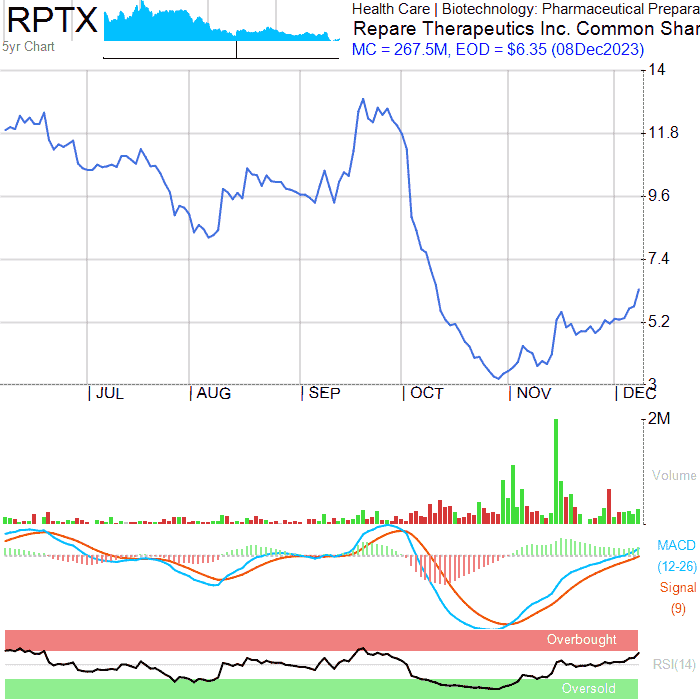 RPTX
5yr Chart
Health Care | Biotechnology: Pharmaceutical Prepara
Repare Therapeutics Inc. Common Shar
MC = 267.5M, EOD = $6.35 (08Dec2023)
14
11.8
9.6
7.4
5.2
3
JUL AUG SEP OCT NOV DEC
2M
Volume
MACD
(12-26)
Signal
(9)
Overbought
RSI(14)
Oversold